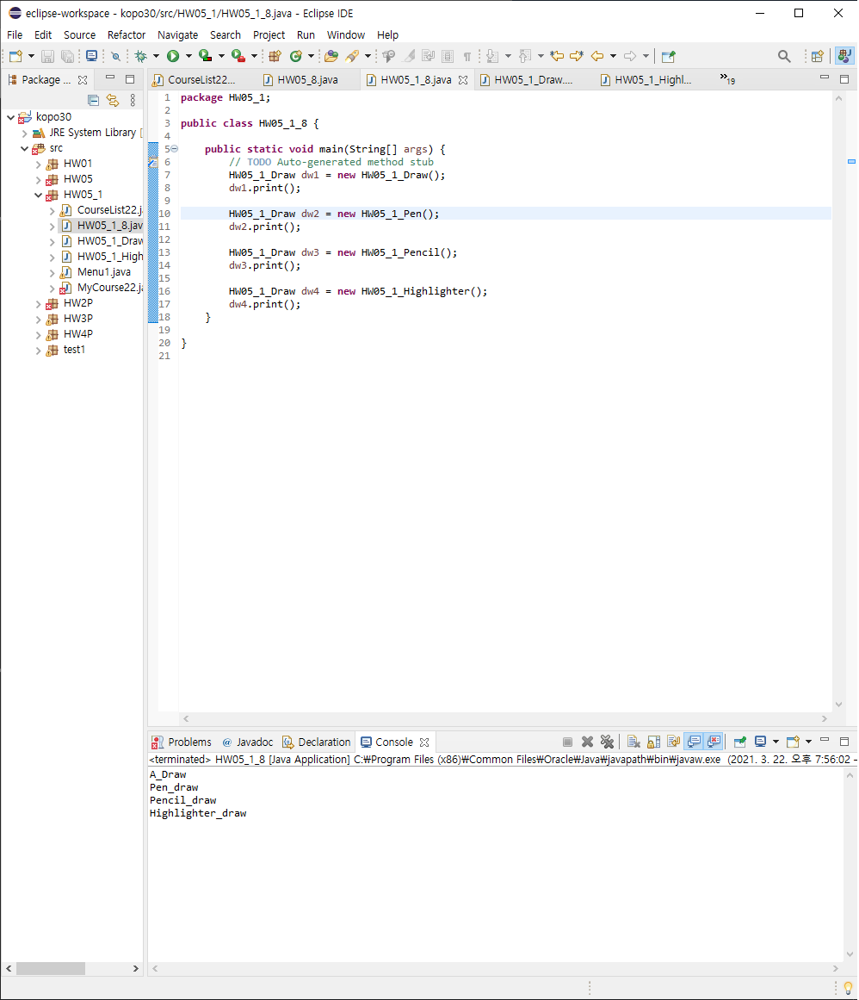 eclipse-workspace - kopo30/src/HW05_1/HW05_1_8.java - Eclipse IDE
File Edit Source Refactor Navigate Search Project Run Window Help
Package ...
CourseList22... HW05_8.java HW05_1_8.java HW05_1_Draw.... HW05_1_Highl... »19
kopo30
JRE System Library [
src
HW01
HW05
HW05_1
CourseList22.j
HW05_1_8.jav
HW05_1_Draw
HW05_1_High
Menu1.java
MyCourse22.ja
HW2P
HW3P
HW4P
test1
1 package HW05_1;
2
3 public class HW05_1_8 {
4
5 public static void main(String[] args) {
6 // TODO Auto-generated method stub
7 HW05_1_Draw dw1 = new HW05_1_Draw();
8 dw1.print();
9
10 HW05_1_Draw dw2 = new HW05_1_Pen();
11 dw2.print();
12
13 HW05_1_Draw dw3 = new HW05_1_Pencil();
14 dw3.print();
15
16 HW05_1_Draw dw4 = new HW05_1_Highlighter();
17 dw4.print();
18 }
19
20 }
21
Problems @ Javadoc Declaration Console
<terminated> HW05_1_8 [Java Application] C:₩Program Files (x86)₩Common Files₩Oracle₩Java₩javapath₩bin₩javaw.exe (2021. 3. 22. 오후 7:56:02 –
A_Draw
Pen_draw
Pencil_draw
Highlighter_draw